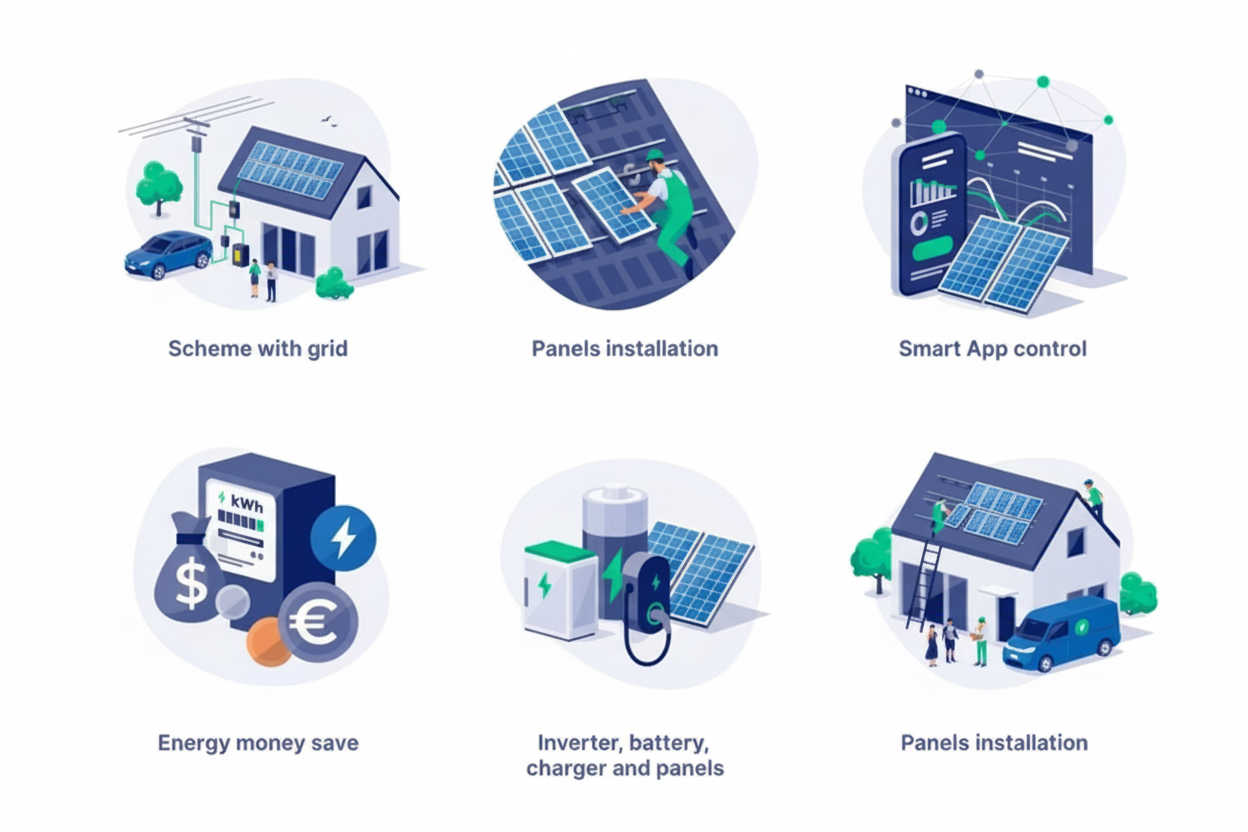 Scheme with grid
Panels installation
Smart App control
kWh
$
€
Energy money save
Inverter, battery,
charger and panels
Panels installation